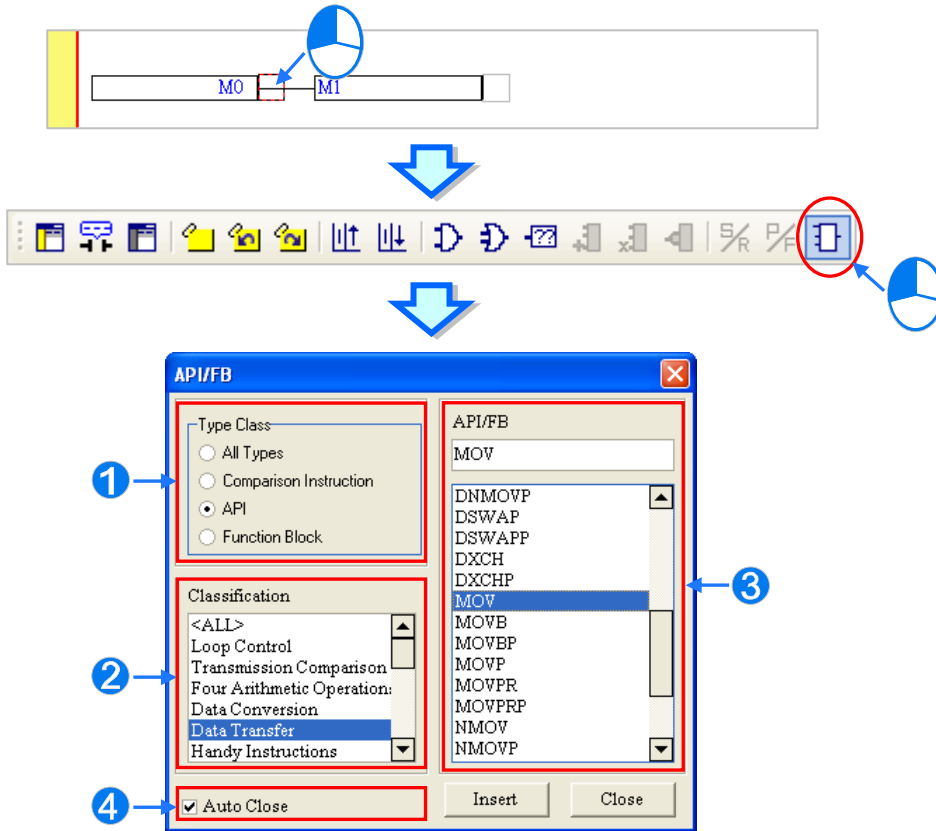 M0 M1
?? S/R P/F
API/FB
Type Class
All Types
Comparison Instruction
API
Function Block
1
Classification
<ALL>
Loop Control
Transmission Comparison
Four Arithmetic Operation
Data Conversion
Data Transfer
Handy Instructions
2
API/FB
MOV
DNMOVP
DSWAP
DSWAPP
DXCH
DXCHP
MOV
MOVB
MOVBP
MOVP
MOVPR
MOVPRP
NMOV
NMOVP
3
4
Auto Close
Insert Close